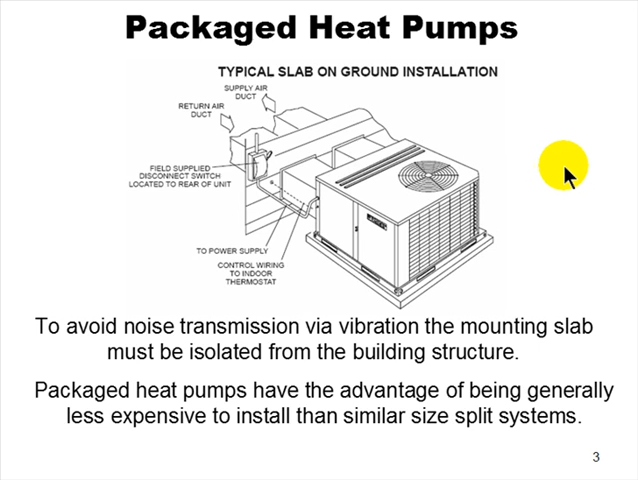 Packaged Heat Pumps
TYPICAL SLAB ON GROUND INSTALLATION
SUPPLY AIR
DUCT
RETURN AIR
DUCT
FIELD SUPPLIED
DISCONNECT SWITCH
LOCATED TO REAR OF UNIT
TO POWER SUPPLY
CONTROL WIRING
TO INDOOR
THERMOSTAT
To avoid noise transmission via vibration the mounting slab
must be isolated from the building structure.
Packaged heat pumps have the advantage of being generally
less expensive to install than similar size split systems.
3